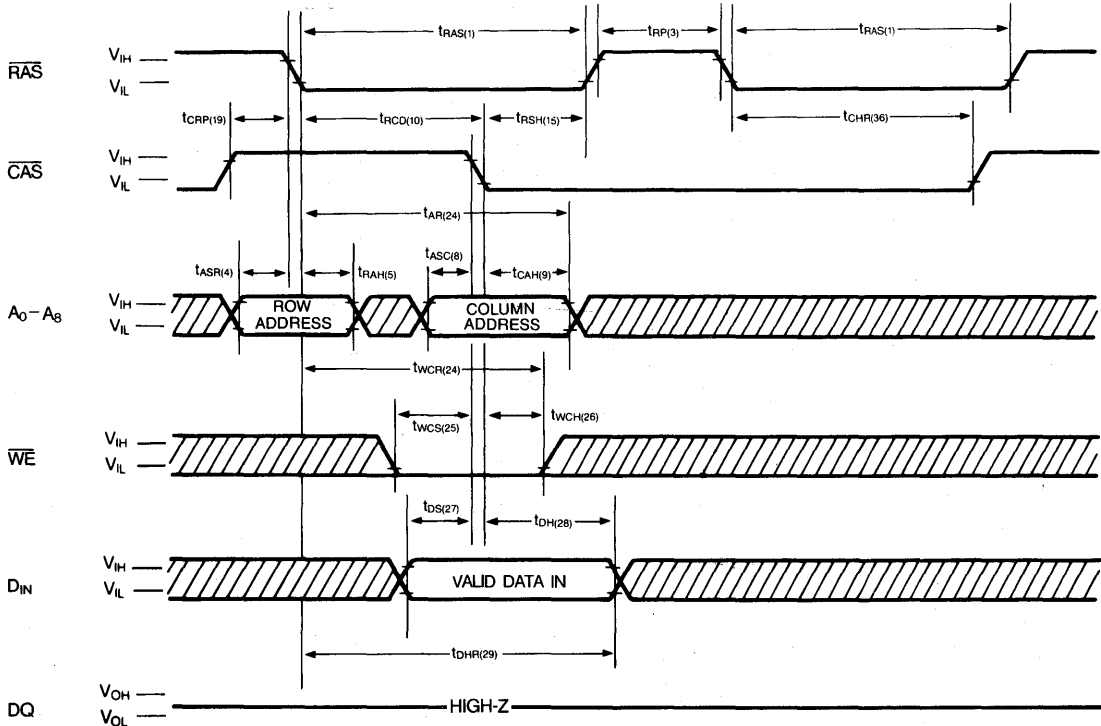 tRAS(1) tRP(3) tRAS(1)
RAS VIH
VIL
tCRP(19) tRCD(10) tRSH(15) tCHR(36)
CAS VIH
VIL
tAR(24)
tASR(4) tRAH(5) tASC(8) tCAH(9)
A0–A8 VIH
VIL
ROW ADDRESS
COLUMN ADDRESS
tWCR(24)
tWCS(25) tWCH(26)
WE VIH
VIL
tDS(27) tDH(28)
DIN VIH
VIL
VALID DATA IN
tDHR(29)
DQ VOH
VOL
HIGH-Z